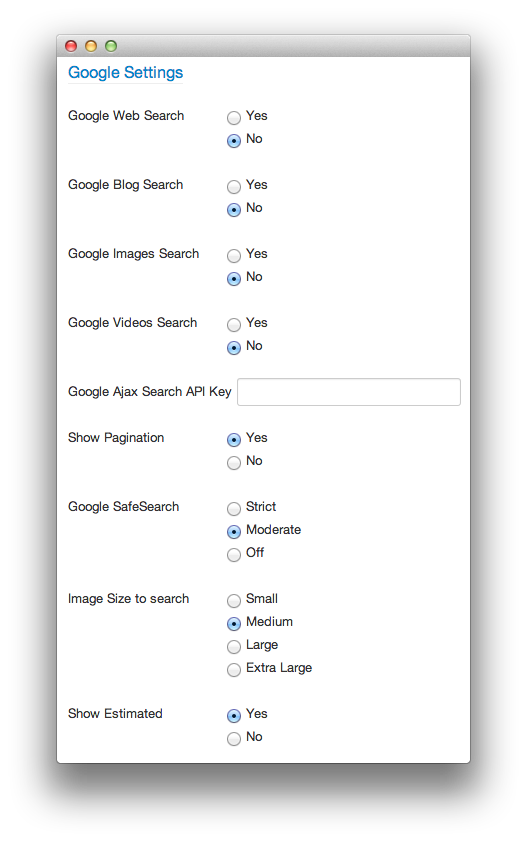 Google Settings
Google Web Search Yes
No
Google Blog Search Yes
No
Google Images Search Yes
No
Google Videos Search Yes
No
Google Ajax Search API Key
Show Pagination Yes
No
Google SafeSearch Strict
Moderate
Off
Image Size to search Small
Medium
Large
Extra Large
Show Estimated Yes
No